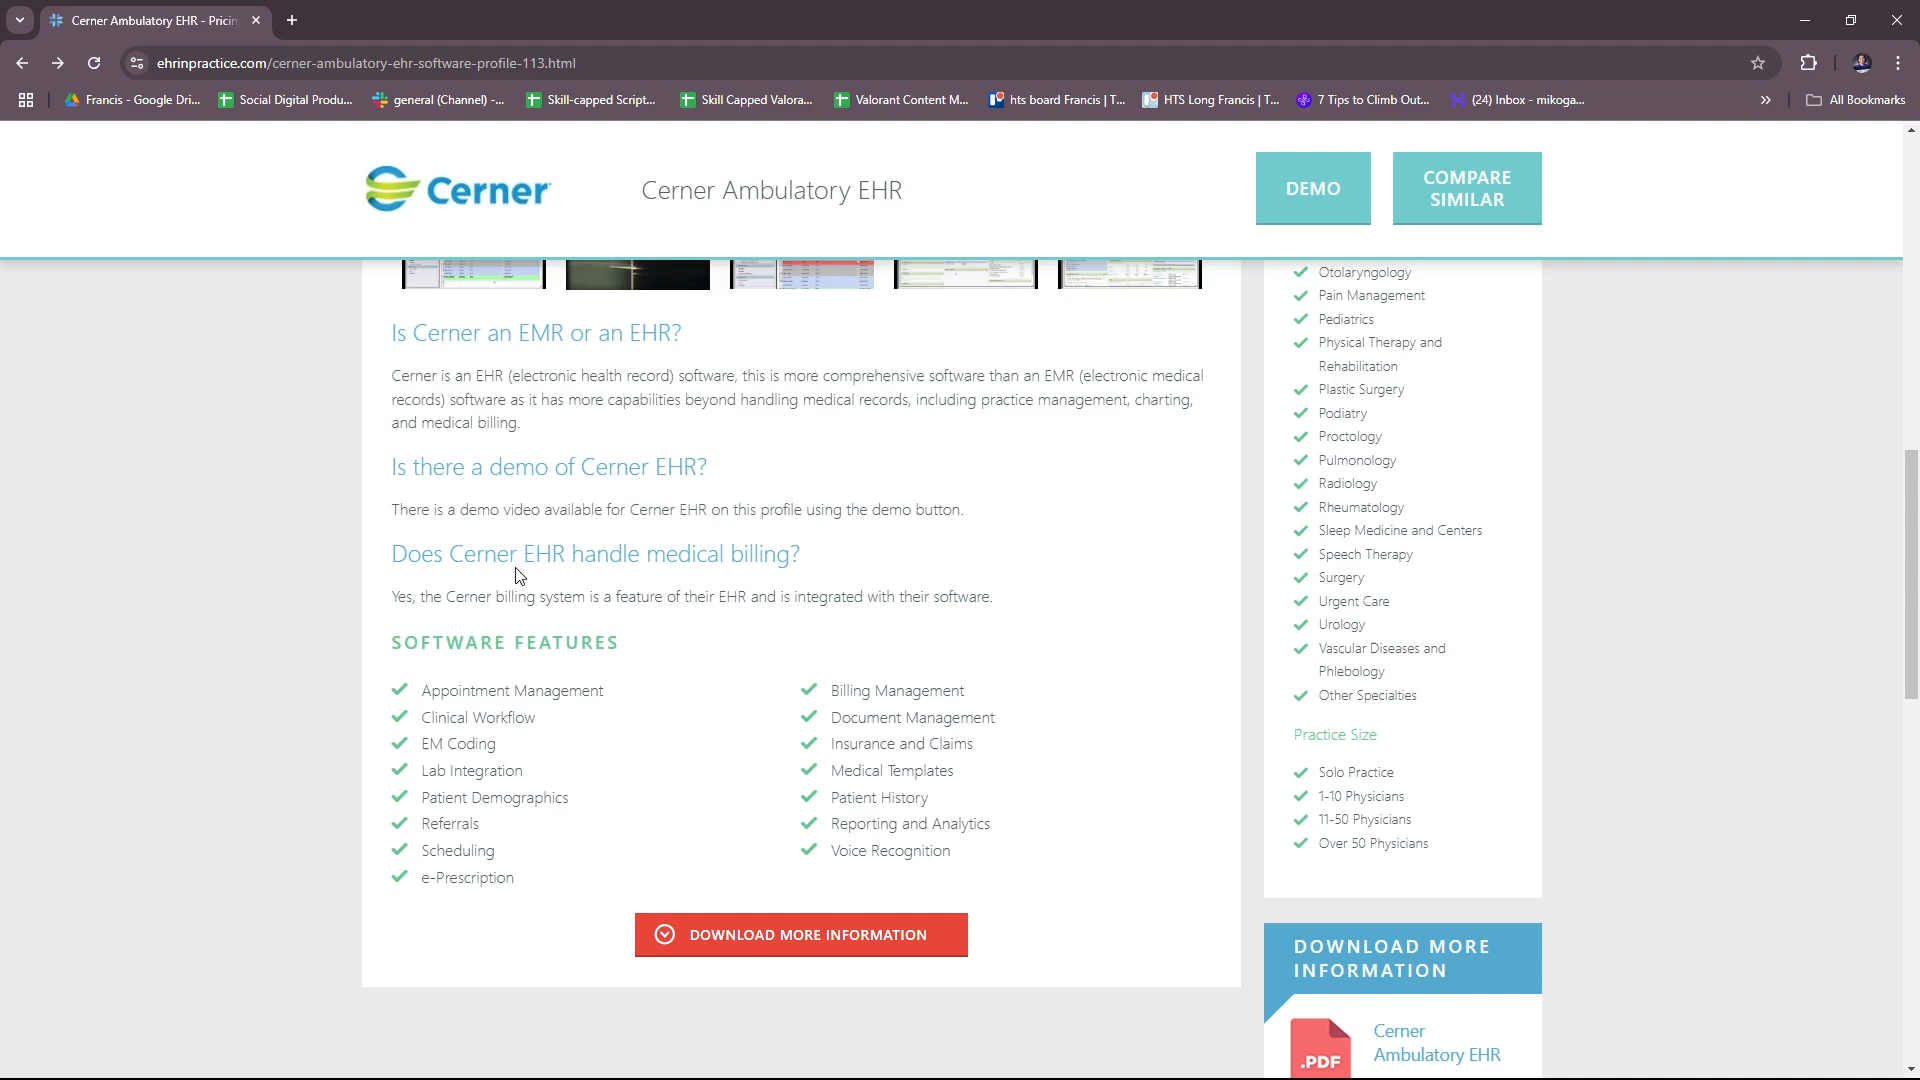 Cerner Ambulatory EHR - Pricin
ehrinpractice.com/cerner-ambulatory-ehr-software-profile-113.html
Francis - Google Dri...
Social Digital Produ...
general (Channel) -...
Skill-capped Script...
Skill Capped Valora...
Valorant Content M...
hts board Francis | T...
HTS Long Francis | T...
7 Tips to Climb Out...
(24) Inbox - mikoga...
»
All Bookmarks
Cerner
Cerner Ambulatory EHR
DEMO
COMPARE
SIMILAR
Is Cerner an EMR or an EHR?
Cerner is an EHR (electronic health record) software, this is more comprehensive software than an EMR (electronic medical
records) software as it has more capabilities beyond handling medical records, including practice management, charting,
and medical billing.
Is there a demo of Cerner EHR?
There is a demo video available for Cerner EHR on this profile using the demo button.
Does Cerner EHR handle medical billing?
Yes, the Cerner billing system is a feature of their EHR and is integrated with their software.
SOFTWARE FEATURES
Appointment Management
Clinical Workflow
EM Coding
Lab Integration
Patient Demographics
Referrals
Scheduling
e-Prescription
Billing Management
Document Management
Insurance and Claims
Medical Templates
Patient History
Reporting and Analytics
Voice Recognition
DOWNLOAD MORE INFORMATION
Otolaryngology
Pain Management
Pediatrics
Physical Therapy and
Rehabilitation
Plastic Surgery
Podiatry
Proctology
Pulmonology
Radiology
Rheumatology
Sleep Medicine and Centers
Speech Therapy
Surgery
Urgent Care
Urology
Vascular Diseases and
Phlebology
Other Specialties
Practice Size
Solo Practice
1-10 Physicians
11-50 Physicians
Over 50 Physicians
DOWNLOAD MORE
INFORMATION
.PDF
Cerner
Ambulatory EHR